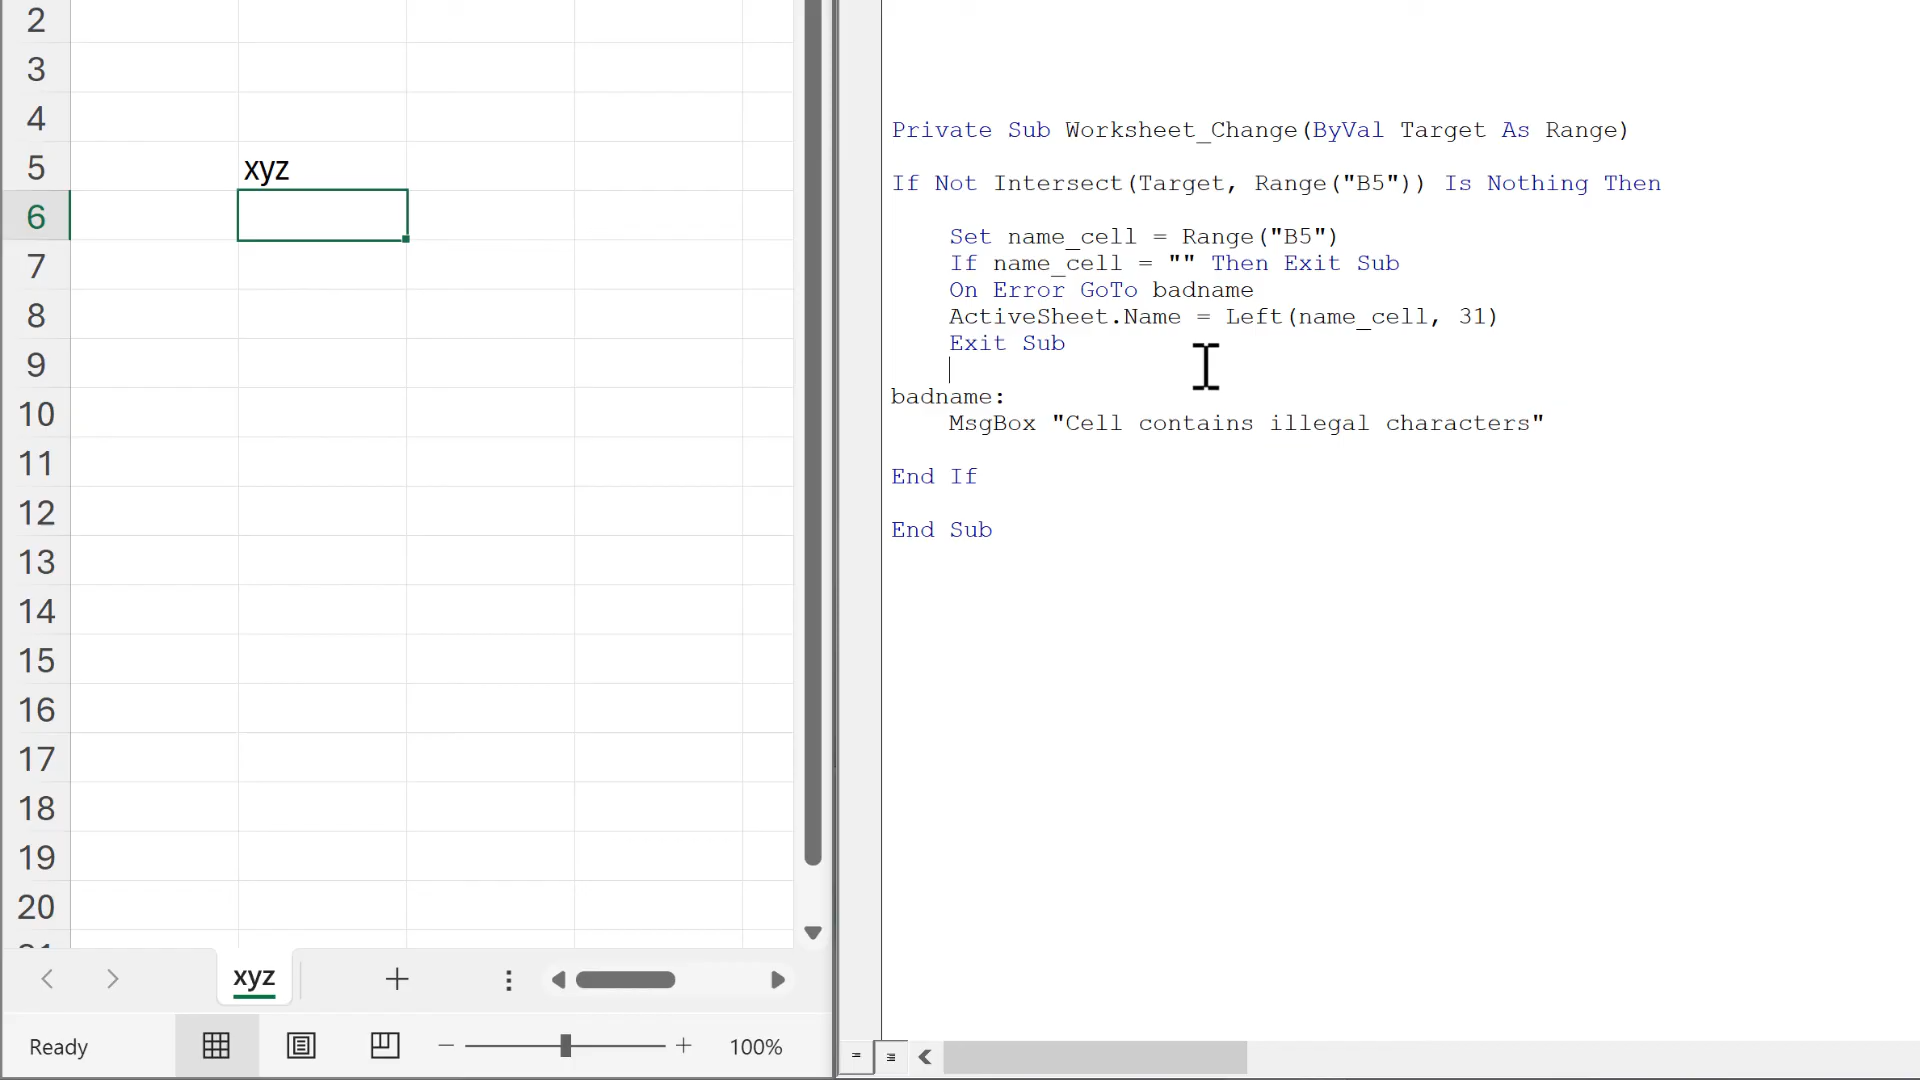 2
3
4
5 xyz
6
7
8
9
10
11
12
13
14
15
16
17
18
19
20
xyz
Ready
100%
Private Sub Worksheet_Change(ByVal Target As Range)
If Not Intersect(Target, Range("B5")) Is Nothing Then
Set name_cell = Range("B5")
If name_cell = "" Then Exit Sub
On Error GoTo badname
ActiveSheet.Name = Left(name_cell, 31)
Exit Sub
badname:
MsgBox "Cell contains illegal characters"
End If
End Sub